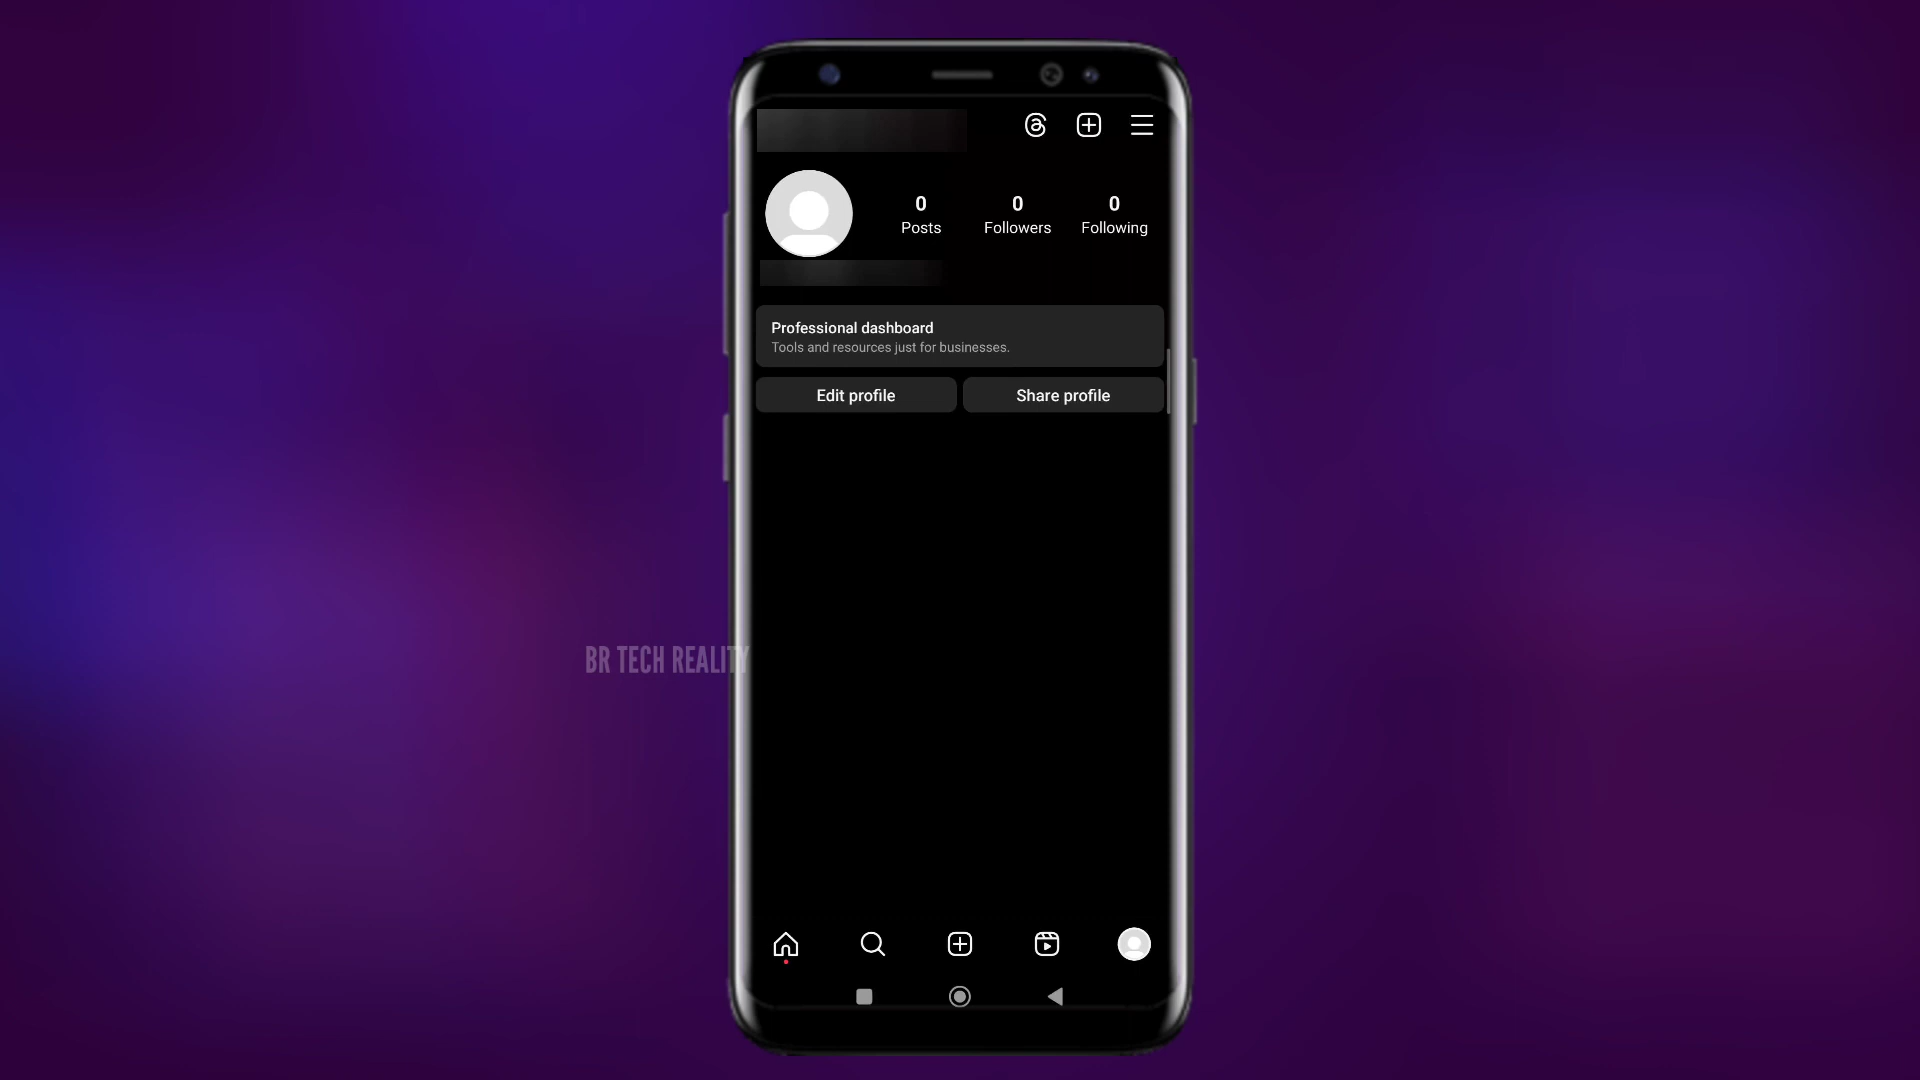 0 0 0
Posts Followers Following
Professional dashboard
Tools and resources just for businesses.
Edit profile Share profile
BR TECH REALITY